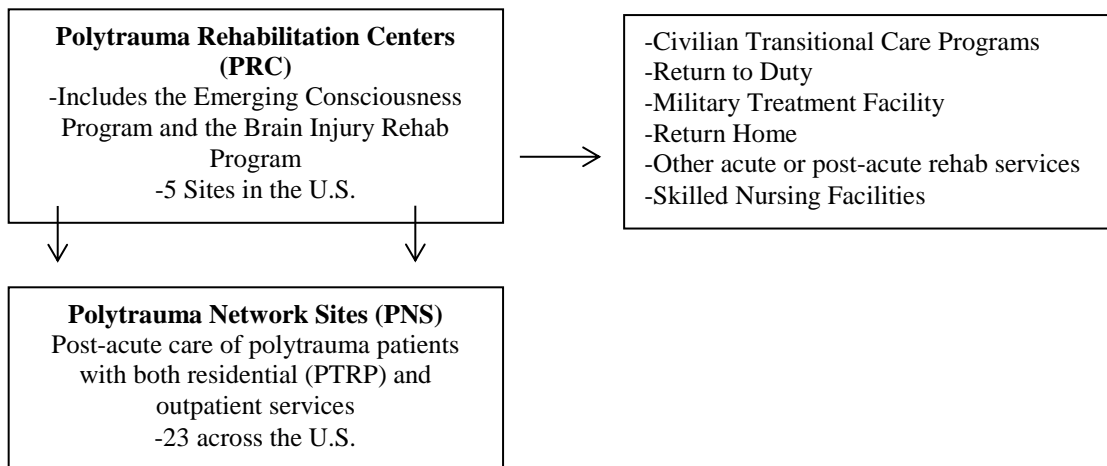 Polytrauma Rehabilitation Centers
(PRC)
-Includes the Emerging Consciousness
Program and the Brain Injury Rehab
Program
-5 Sites in the U.S.
-Civilian Transitional Care Programs
-Return to Duty
-Military Treatment Facility
-Return Home
-Other acute or post-acute rehab services
-Skilled Nursing Facilities
Polytrauma Network Sites (PNS)
Post-acute care of polytrauma patients
with both residential (PTRP) and
outpatient services
-23 across the U.S.